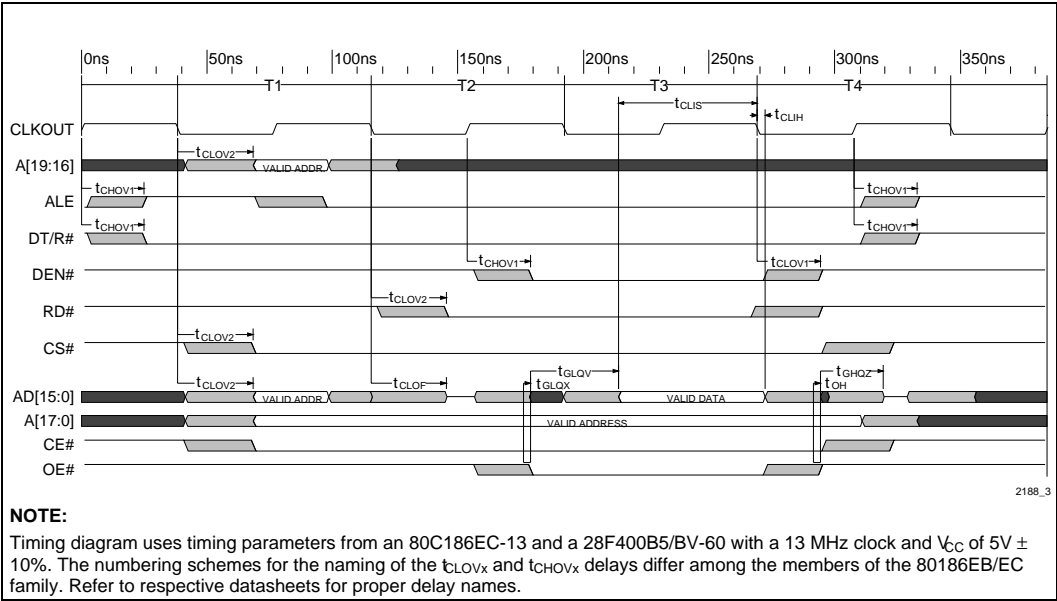 0ns 50ns 100ns 150ns 200ns 250ns 300ns 350ns
T1 T2 T3 T4
tCLIS
tCLIH
CLKOUT
tCLOV2
A[19:16]
VALID ADDR.
tCHOV1 tCHOV1
ALE
tCHOV1 tCHOV1
DT/R#
tCHOV1 tCLOV1
DEN#
tCLOV2
RD#
tCLOV2
CS#
tGLQV tGHQZ
tCLOV2 tCLOF tGLQX tOH
AD[15:0]
VALID ADDR. VALID DATA
A[17:0]
VALID ADDRESS
CE#
OE#
2188_3
NOTE:
Timing diagram uses timing parameters from an 80C186EC-13 and a 28F400B5/BV-60 with a 13 MHz clock and VCC of 5V ±
10%. The numbering schemes for the naming of the tCLOVx and tCHOVx delays differ among the members of the 80186EB/EC
family. Refer to respective datasheets for proper delay names.